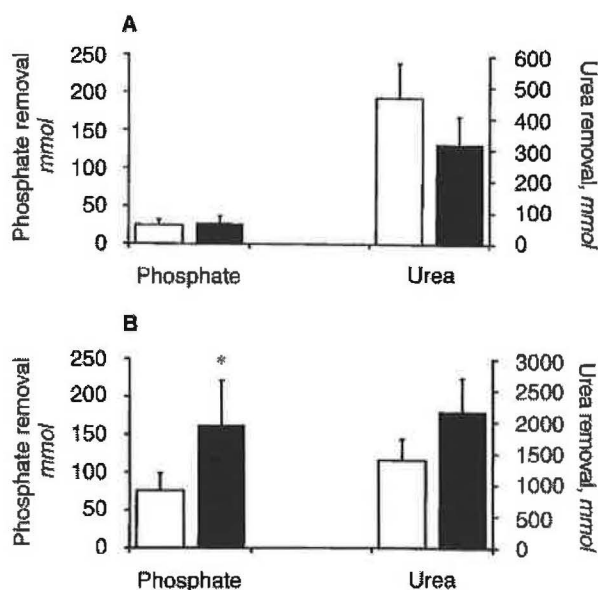 A
Phosphate removal
mmol
250
200
150
100
50
0
600
500
400
300
200
100
0
Urea removal, mmol
Phosphate
Urea
B
Phosphate removal
mmol
250
200
150
100
50
0
*
3000
2500
2000
1500
1000
500
0
Urea removal, mmol
Phosphate
Urea